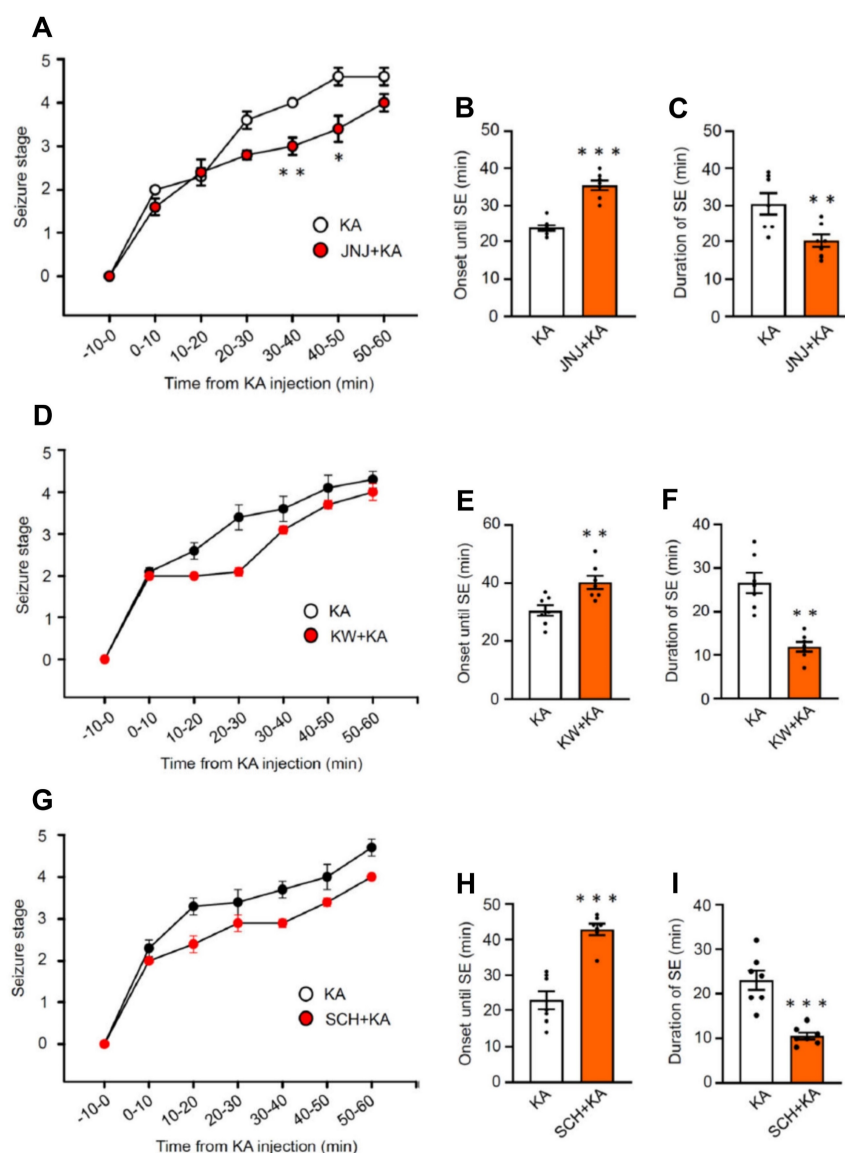 A
Seizure stage
5
4
3
2
1
0
KA
JNJ+KA
* *
*
-10-0
0-10
10-20
20-30
30-40
40-50
50-60
Time from KA injection (min)
B
Onset until SE (min)
50
40
30
20
10
0
* * *
KA
JNJ+KA
C
Duration of SE (min)
50
40
30
20
10
0
* *
KA
JNJ+KA
D
Seizure stage
5
4
3
2
1
0
KA
KW+KA
-10-0
0-10
10-20
20-30
30-40
40-50
50-60
Time from KA injection (min)
E
Onset until SE (min)
60
40
20
0
* *
KA
KW+KA
F
Duration of SE (min)
40
30
20
10
0
* *
KA
KW+KA
G
Seizure stage
5
4
3
2
1
0
KA
SCH+KA
-10-0
0-10
10-20
20-30
30-40
40-50
50-60
Time from KA injection (min)
H
Onset until SE (min)
50
40
30
20
10
0
* * *
KA
SCH+KA
I
Duration of SE (min)
40
30
20
10
0
* * *
KA
SCH+KA